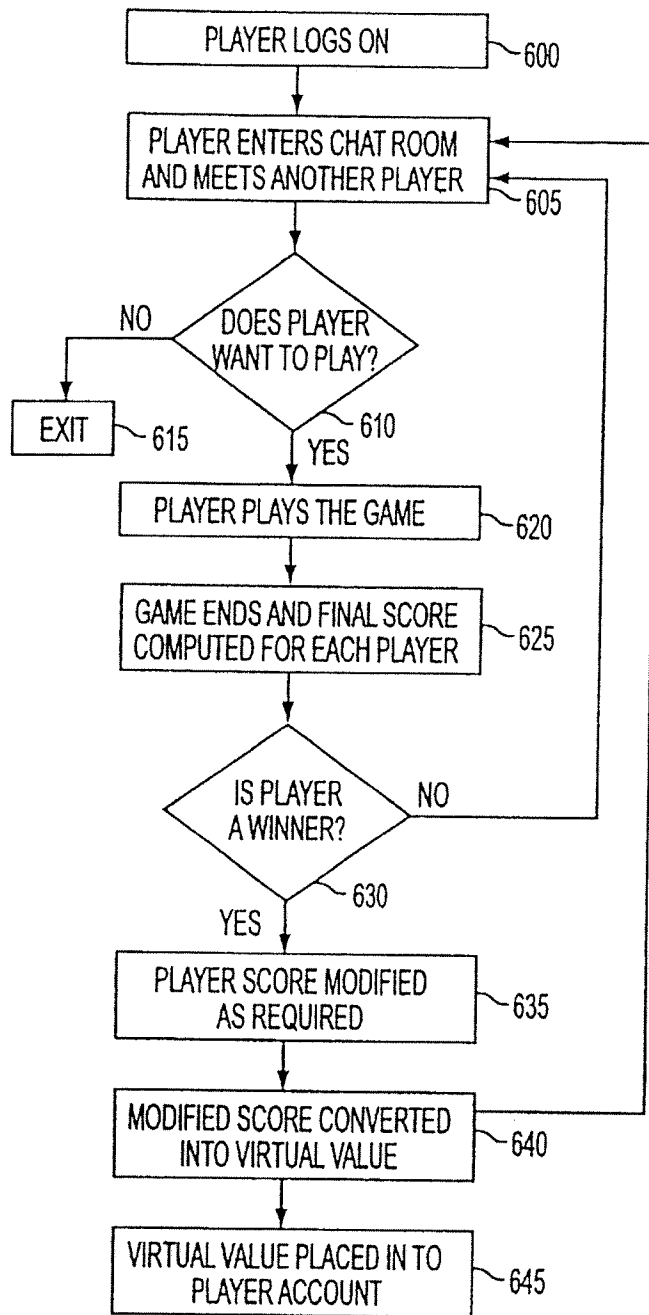 PLAYER LOGS ON
600
PLAYER ENTERS CHAT ROOM
AND MEETS ANOTHER PLAYER
605
NO
DOES PLAYER
WANT TO PLAY?
610
EXIT
615
YES
PLAYER PLAYS THE GAME
620
GAME ENDS AND FINAL SCORE
COMPUTED FOR EACH PLAYER
625
IS PLAYER
A WINNER?
NO
630
YES
PLAYER SCORE MODIFIED
AS REQUIRED
635
MODIFIED SCORE CONVERTED
INTO VIRTUAL VALUE
640
VIRTUAL VALUE PLACED IN TO
PLAYER ACCOUNT
645